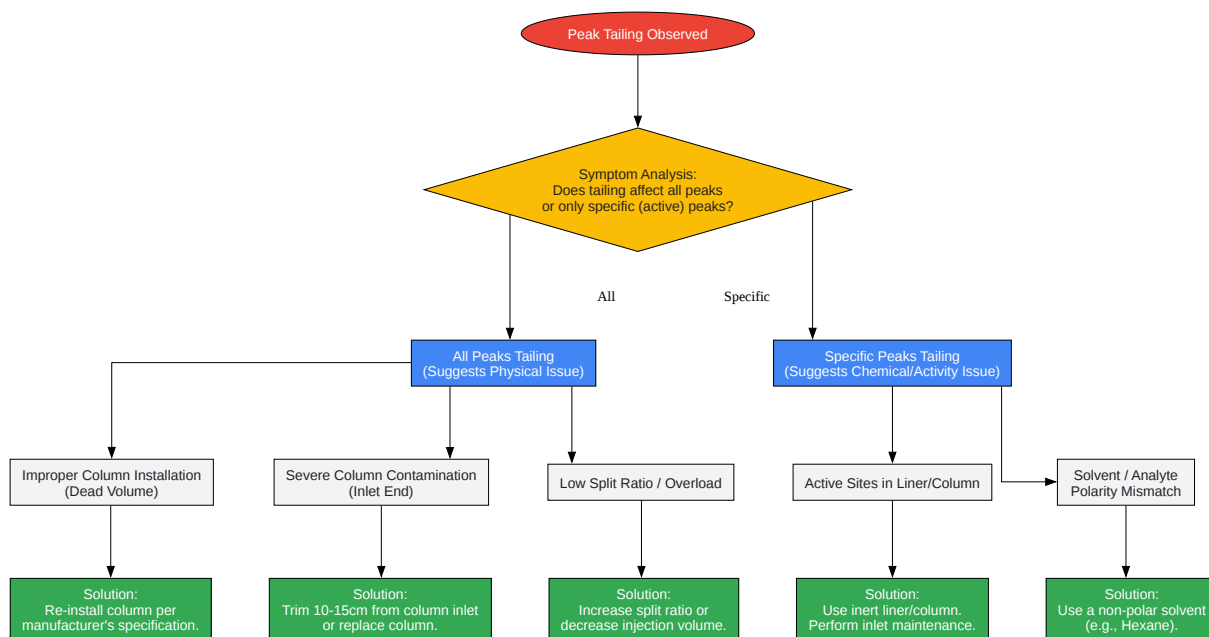 Peak Tailing Observed
Symptom Analysis:
Does tailing affect all peaks
or only specific (active) peaks?
All
Specific
All Peaks Tailing
(Suggests Physical Issue)
Specific Peaks Tailing
(Suggests Chemical/Activity Issue)
Improper Column Installation
(Dead Volume)
Severe Column Contamination
(Inlet End)
Low Split Ratio / Overload
Active Sites in Liner/Column
Solvent / Analyte
Polarity Mismatch
Solution:
Re-install column per
manufacturer's specification.
Solution:
Trim 10-15cm from column inlet
or replace column.
Solution:
Increase split ratio or
decrease injection volume.
Solution:
Use inert liner/column.
Perform inlet maintenance.
Solution:
Use a non-polar solvent
(e.g., Hexane).